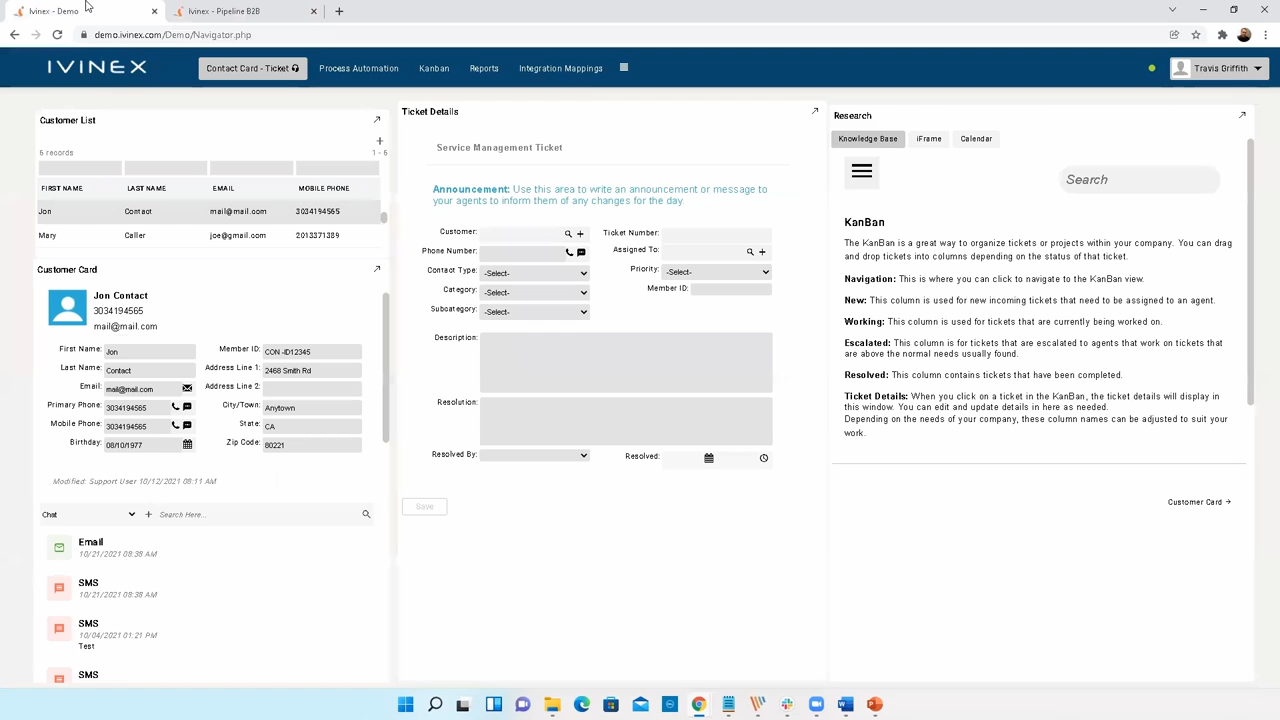 Ivinex - Demo
Ivinex - Pipeline B2B
demo.ivinex.com/Demo/Navigator.php
IVINEX
Contact Card - Ticket
Process Automation
Kanban
Reports
Integration Mappings
Travis Griffith
Customer List
6 records
1 - 6
FIRST NAME LAST NAME EMAIL MOBILE PHONE
Jon Contact mail@mail.com 3034194565
Mary Caller joe@gmail.com 2013371389
Customer Card
Jon Contact
3034194565
mail@mail.com
First Name: Jon Member ID: CON -ID12345
Last Name: Contact Address Line 1: 2468 Smith Rd
Email: mail@mail.com Address Line 2:
Primary Phone: 3034194565 City/Town: Anytown
Mobile Phone: 3034194565 State: CA
Birthday: 08/10/1977 Zip Code: 80221
Modified: Support User 10/12/2021 08:11 AM
Chat Search Here...
Email
10/21/2021 08:38 AM
SMS
10/21/2021 08:38 AM
SMS
10/04/2021 01:21 PM
Test
SMS
Ticket Details
Service Management Ticket
Announcement: Use this area to write an announcement or message to
your agents to inform them of any changes for the day.
Customer: Ticket Number:
Phone Number: Assigned To:
Contact Type: -Select- Priority: -Select-
Category: -Select- Member ID:
Subcategory: -Select-
Description:
Resolution:
Resolved By: Resolved:
Save
Research
Knowledge Base iFrame Calendar
Search
KanBan
The KanBan is a great way to organize tickets or projects within your company. You can drag
and drop tickets into columns depending on the status of that ticket.
Navigation: This is where you can click to navigate to the KanBan view.
New: This column is used for new incoming tickets that need to be assigned to an agent.
Working: This column is used for tickets that are currently being worked on.
Escalated: This column is for tickets that are escalated to agents that work on tickets that
are above the normal needs usually found.
Resolved: This column contains tickets that have been completed.
Ticket Details: When you click on a ticket in the KanBan, the ticket details will display in
this window. You can edit and update details in here as needed.
Depending on the needs of your company, these column names can be adjusted to suit your
work.
Customer Card →